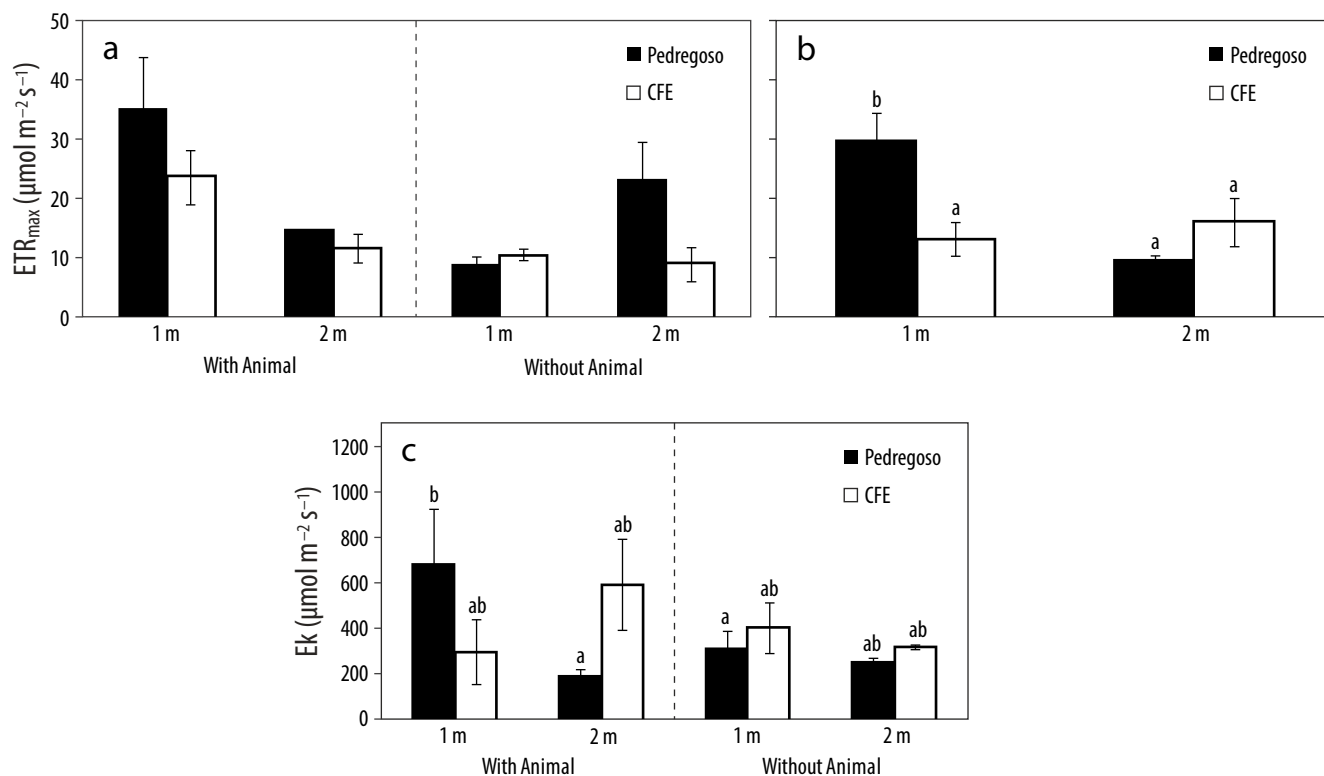 a
b
50
40
30
20
10
0
ETRmax (µmol m−2 s−1)
Pedregoso
CFE
1 m
2 m
1 m
2 m
With Animal
Without Animal
Pedregoso
CFE
b
a
a
a
1 m
2 m
c
1200
1000
800
600
400
200
0
Ek (µmol m−2 s−1)
Pedregoso
CFE
b
ab
a
ab
a
ab
ab
ab
1 m
2 m
1 m
2 m
With Animal
Without Animal